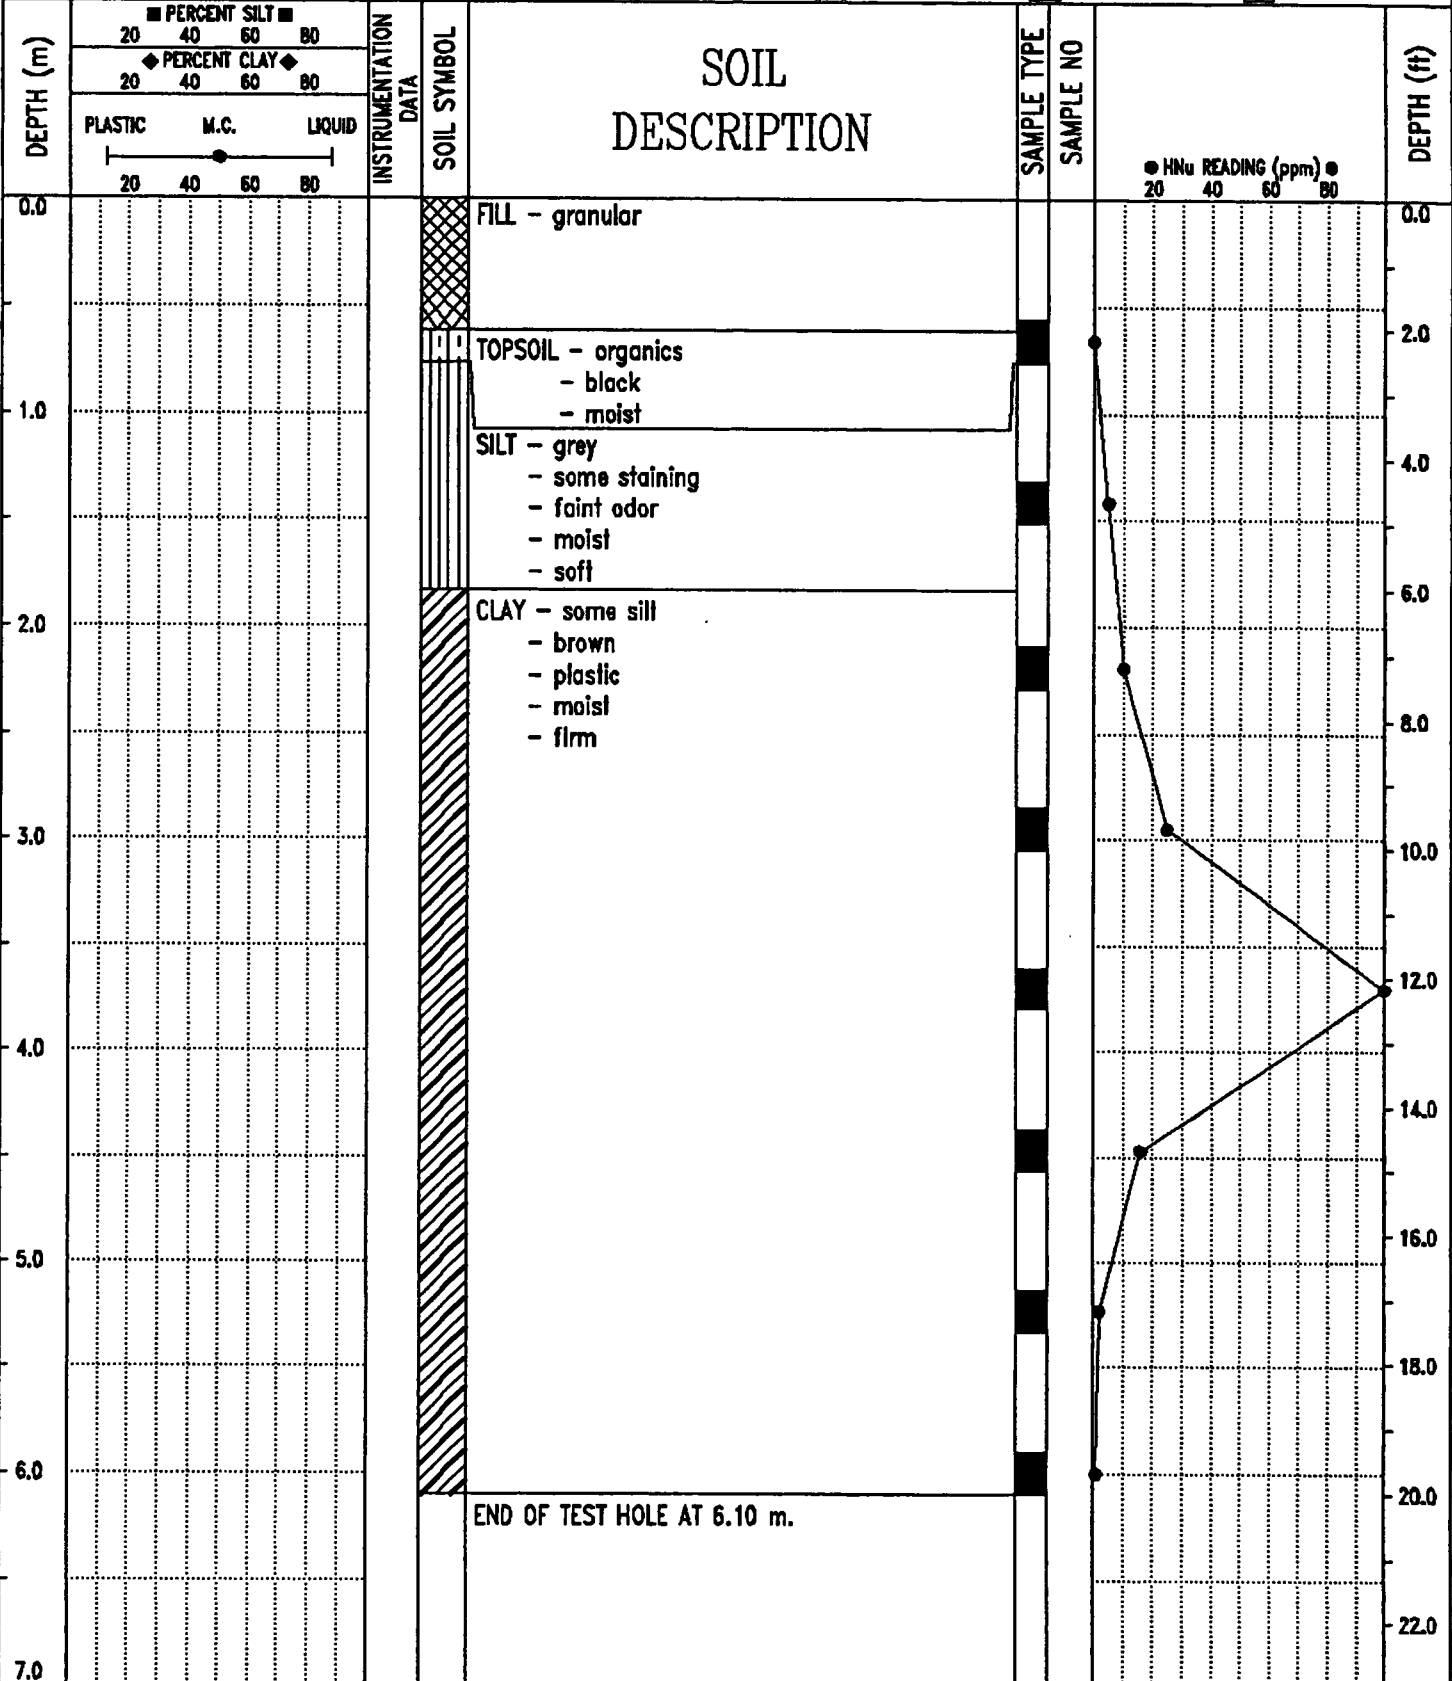 DEPTH (m)
■ PERCENT SILT ■
20 40 60 80
◆ PERCENT CLAY ◆
20 40 60 80
PLASTIC M.C. LIQUID
20 40 60 80
INSTRUMENTATION
DATA
SOIL SYMBOL
SOIL
DESCRIPTION
SAMPLE TYPE
SAMPLE NO
● HNu READING (ppm) ●
20 40 60 80
DEPTH (ft)
0.0
1.0
2.0
3.0
4.0
5.0
6.0
7.0
FILL - granular
TOPSOIL - organics
- black
- moist
SILT - grey
- some staining
- faint odor
- moist
- soft
CLAY - some silt
- brown
- plastic
- moist
- firm
END OF TEST HOLE AT 6.10 m.
0.0
2.0
4.0
6.0
8.0
10.0
12.0
14.0
16.0
18.0
20.0
22.0